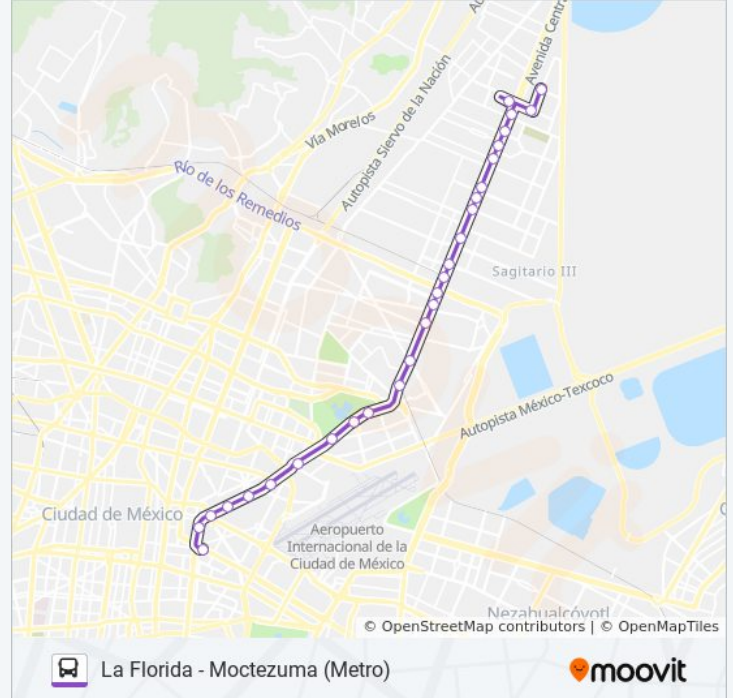 Avenida Centr
Vía Morelos
Autopista Siervo de la Nación
Río de los Remedios
Sagitario III
Autopista México-Texcoco
Ciudad de México
Aeropuerto
Internacional de la
Ciudad de México
Nezahualcóyotl
© OpenStreetMap contributors | © OpenMapTiles
La Florida - Moctezuma (Metro)
moovit